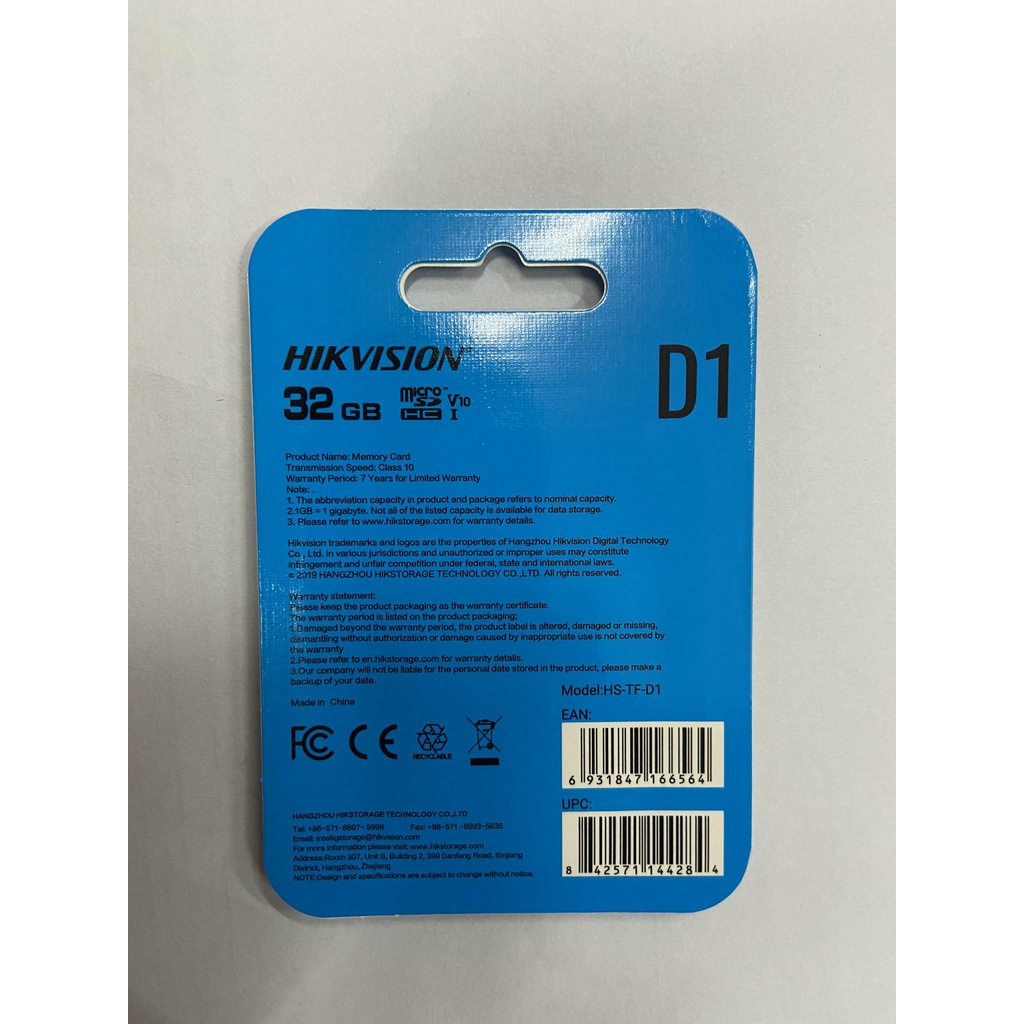 HIKVISION
D1
32 GB
micro SD HC V10 I
Product Name: Memory Card
Transmission Speed: Class 10
Warranty Period: 7 Years for Limited Warranty
Note: .
1. The abbreviation capacity in product and package refers to nominal capacity.
2.1GB = 1 gigabyte. Not all of the listed capacity is available for data storage.
3. Please refer to www.hikstorage.com for warranty details.
Hikvision trademarks and logos are the properties of Hangzhou Hikvision Digital Technology
Co., Ltd. in various jurisdictions and unauthorized or improper uses may constitute
infringement and unfair competition under federal, state and international laws.
© 2019 HANGZHOU HIKSTORAGE TECHNOLOGY CO.,LTD. All rights reserved.
Warranty statement:
Please keep the product packaging as the warranty certificate.
The warranty period is listed on the product packaging;
1.Damaged beyond the warranty period, the product label is altered, damaged or missing,
dismantling without authorization or damage caused by inappropriate use is not covered by
the warranty
2.Please refer to en.hikstorage.com for warranty details.
3.Our company will not be liable for the personal date stored in the product, please make a
backup of your date.
Made in China
Model:HS-TF-D1
EAN:
6 931847 166564
FC CE RECYCLABLE
UPC:
8 42571 14428 4
HANGZHOU HIKSTORAGE TECHNOLOGY CO.,LTD
Tel: +86-571-8807- 5998 Fax: +86-571 -8993-5635
Email: intelligstorage@hikvision.com
For more information please visit: www.hikstorage.com
Address:Room 307, Unit B, Building 2, 399 Danfeng Road, Binjiang
District, Hangzhou, Zhejiang
NOTE:Design and specifications are subject to change without notice.